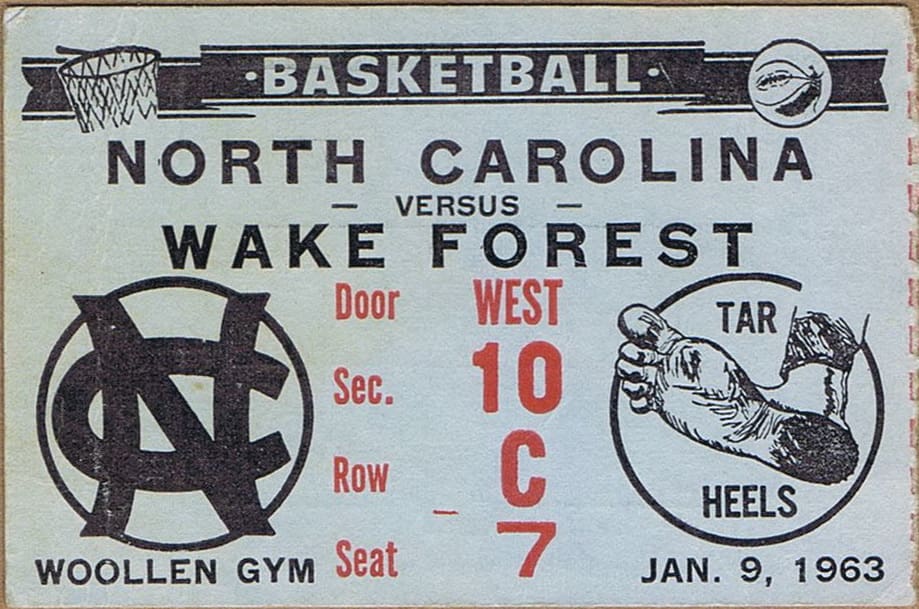 ·BASKETBALL·
NORTH CAROLINA
— VERSUS —
WAKE FOREST
Door WEST
Sec. 10
Row C
Seat 7
NC
WOOLLEN GYM
TAR
HEELS
JAN. 9, 1963